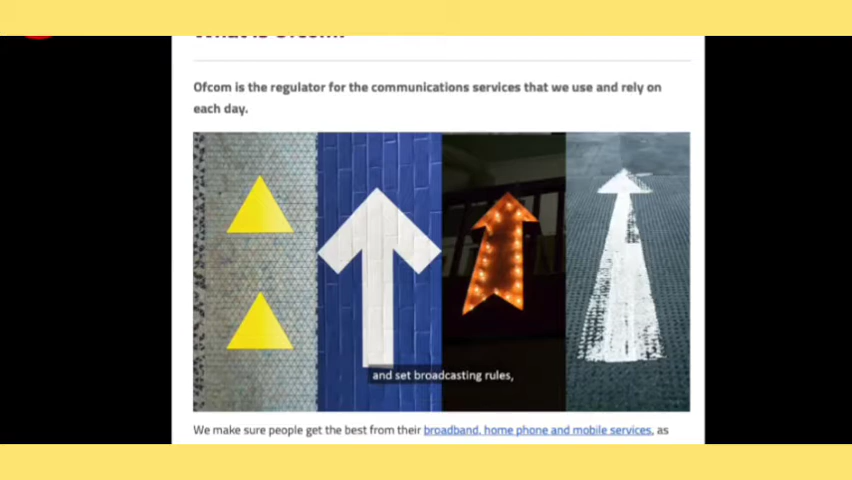 Ofcom is the regulator for the communications services that we use and rely on
each day.
and set broadcasting rules,
We make sure people get the best from their broadband, home phone and mobile services, as